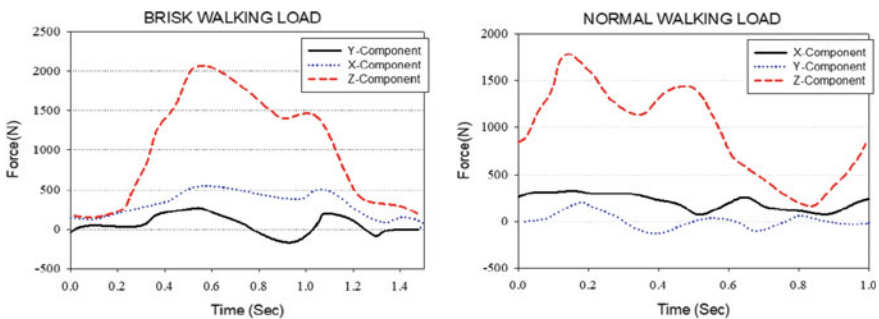 BRISK WALKING LOAD
2500
2000
1500
1000
500
0
-500
Force(N)
Y-Component
X-Component
Z-Component
0.0 0.2 0.4 0.6 0.8 1.0 1.2 1.4
Time (Sec)
NORMAL WALKING LOAD
2000
1500
1000
500
0
-500
Force(N)
X-Component
Y-Component
Z-Component
0.0 0.2 0.4 0.6 0.8 1.0
Time (Sec)